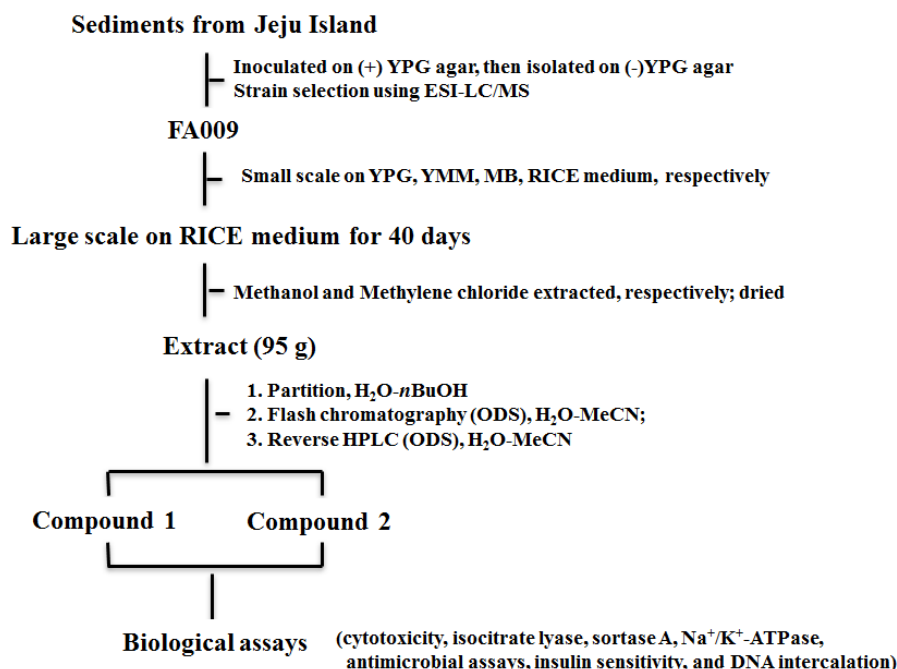 Sediments from Jeju Island
Inoculated on (+) YPG agar, then isolated on (-)YPG agar
Strain selection using ESI-LC/MS
FA009
Small scale on YPG, YMM, MB, RICE medium, respectively
Large scale on RICE medium for 40 days
Methanol and Methylene chloride extracted, respectively; dried
Extract (95 g)
1. Partition, H₂O-nBuOH
2. Flash chromatography (ODS), H₂O-MeCN;
3. Reverse HPLC (ODS), H₂O-MeCN
Compound 1 Compound 2
Biological assays (cytotoxicity, isocitrate lyase, sortase A, Na⁺/K⁺-ATPase,
antimicrobial assays, insulin sensitivity, and DNA intercalation)